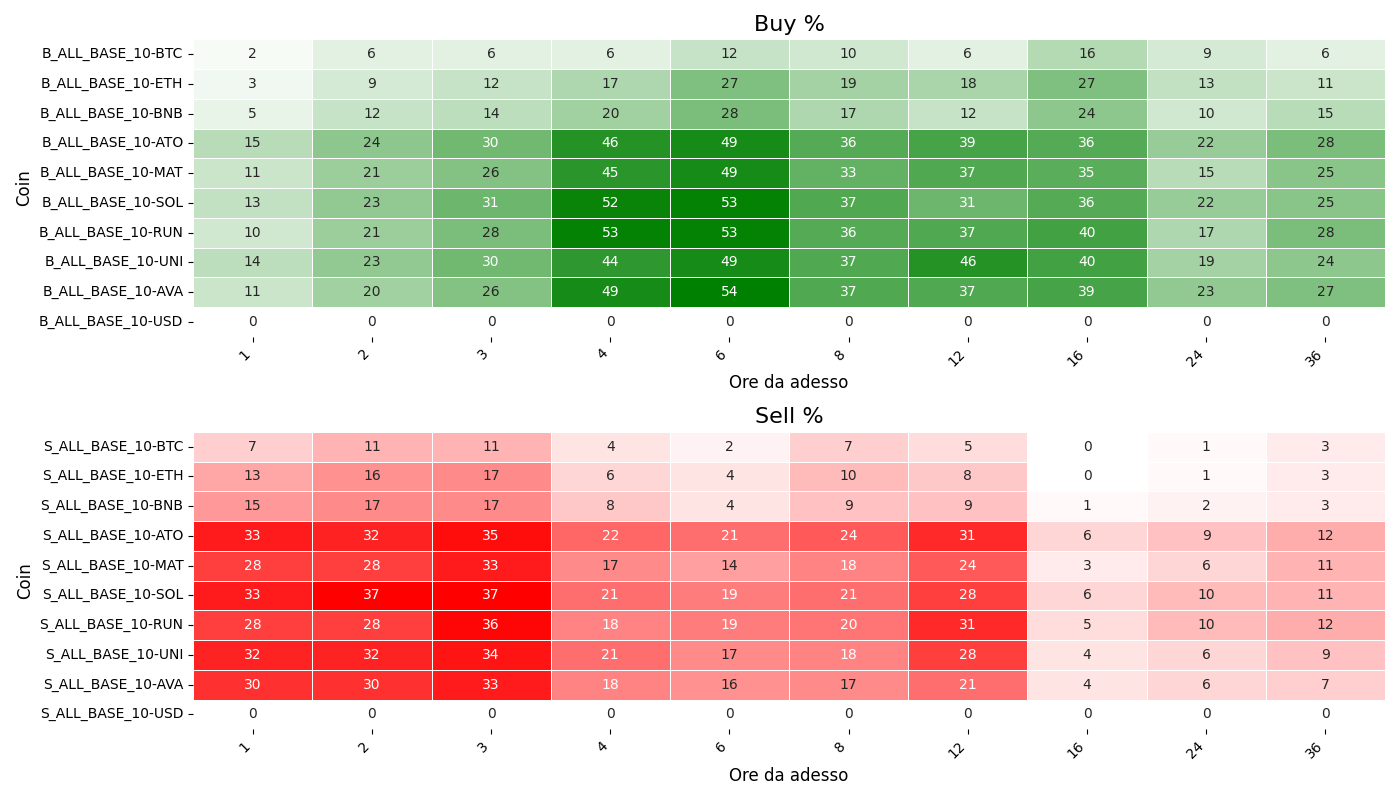 Buy %
Coin
B_ALL_BASE_10-BTC 2 6 6 6 12 10 6 16 9 6
B_ALL_BASE_10-ETH 3 9 12 17 27 19 18 27 13 11
B_ALL_BASE_10-BNB 5 12 14 20 28 17 12 24 10 15
B_ALL_BASE_10-ATO 15 24 30 46 49 36 39 36 22 28
B_ALL_BASE_10-MAT 11 21 26 45 49 33 37 35 15 25
B_ALL_BASE_10-SOL 13 23 31 52 53 37 31 36 22 25
B_ALL_BASE_10-RUN 10 21 28 53 53 36 37 40 17 28
B_ALL_BASE_10-UNI 14 23 30 44 49 37 46 40 19 24
B_ALL_BASE_10-AVA 11 20 26 49 54 37 37 39 23 27
B_ALL_BASE_10-USD 0 0 0 0 0 0 0 0 0 0
1 2 3 4 6 8 12 16 24 36
Ore da adesso
Sell %
Coin
S_ALL_BASE_10-BTC 7 11 11 4 2 7 5 0 1 3
S_ALL_BASE_10-ETH 13 16 17 6 4 10 8 0 1 3
S_ALL_BASE_10-BNB 15 17 17 8 4 9 9 1 2 3
S_ALL_BASE_10-ATO 33 32 35 22 21 24 31 6 9 12
S_ALL_BASE_10-MAT 28 28 33 17 14 18 24 3 6 11
S_ALL_BASE_10-SOL 33 37 37 21 19 21 28 6 10 11
S_ALL_BASE_10-RUN 28 28 36 18 19 20 31 5 10 12
S_ALL_BASE_10-UNI 32 32 34 21 17 18 28 4 6 9
S_ALL_BASE_10-AVA 30 30 33 18 16 17 21 4 6 7
S_ALL_BASE_10-USD 0 0 0 0 0 0 0 0 0 0
1 2 3 4 6 8 12 16 24 36
Ore da adesso